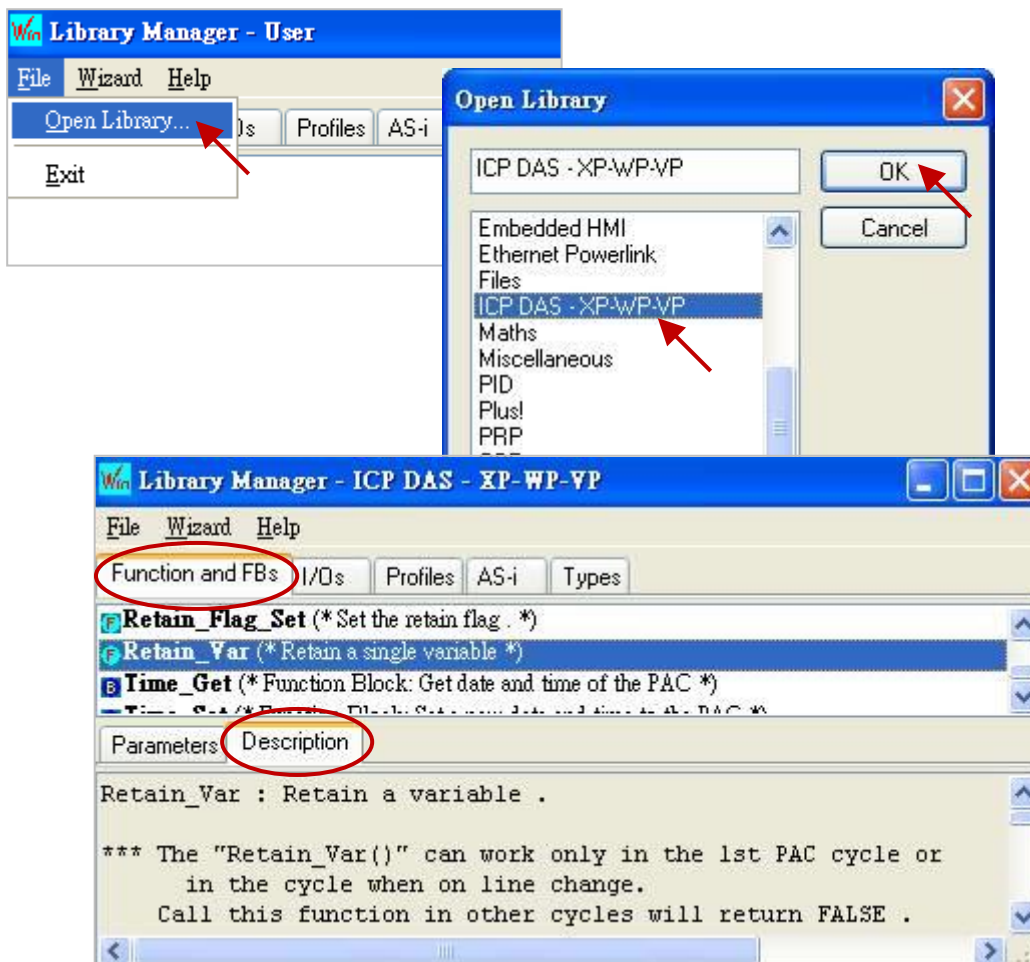 Win Library Manager - User
File Wizard Help
Open Library...
Profiles AS-i
Exit
Open Library
ICP DAS - XP-WP-VP
OK
Cancel
Embedded HMI
Ethernet Powerlink
Files
ICP DAS - XP-WP-VP
Maths
Miscellaneous
PID
Plus!
PRP
Win Library Manager - ICP DAS - XP-WP-VP
File Wizard Help
Function and FBs I/Os Profiles AS-i Types
F Retain_Flag_Set (* Set the retain flag . *)
F Retain_Var (* Retain a single variable *)
B Time_Get (* Function Block: Get date and time of the PAC *)
Parameters Description
Retain_Var : Retain a variable .
*** The "Retain_Var()" can work only in the 1st PAC cycle or
in the cycle when on line change.
Call this function in other cycles will return FALSE .